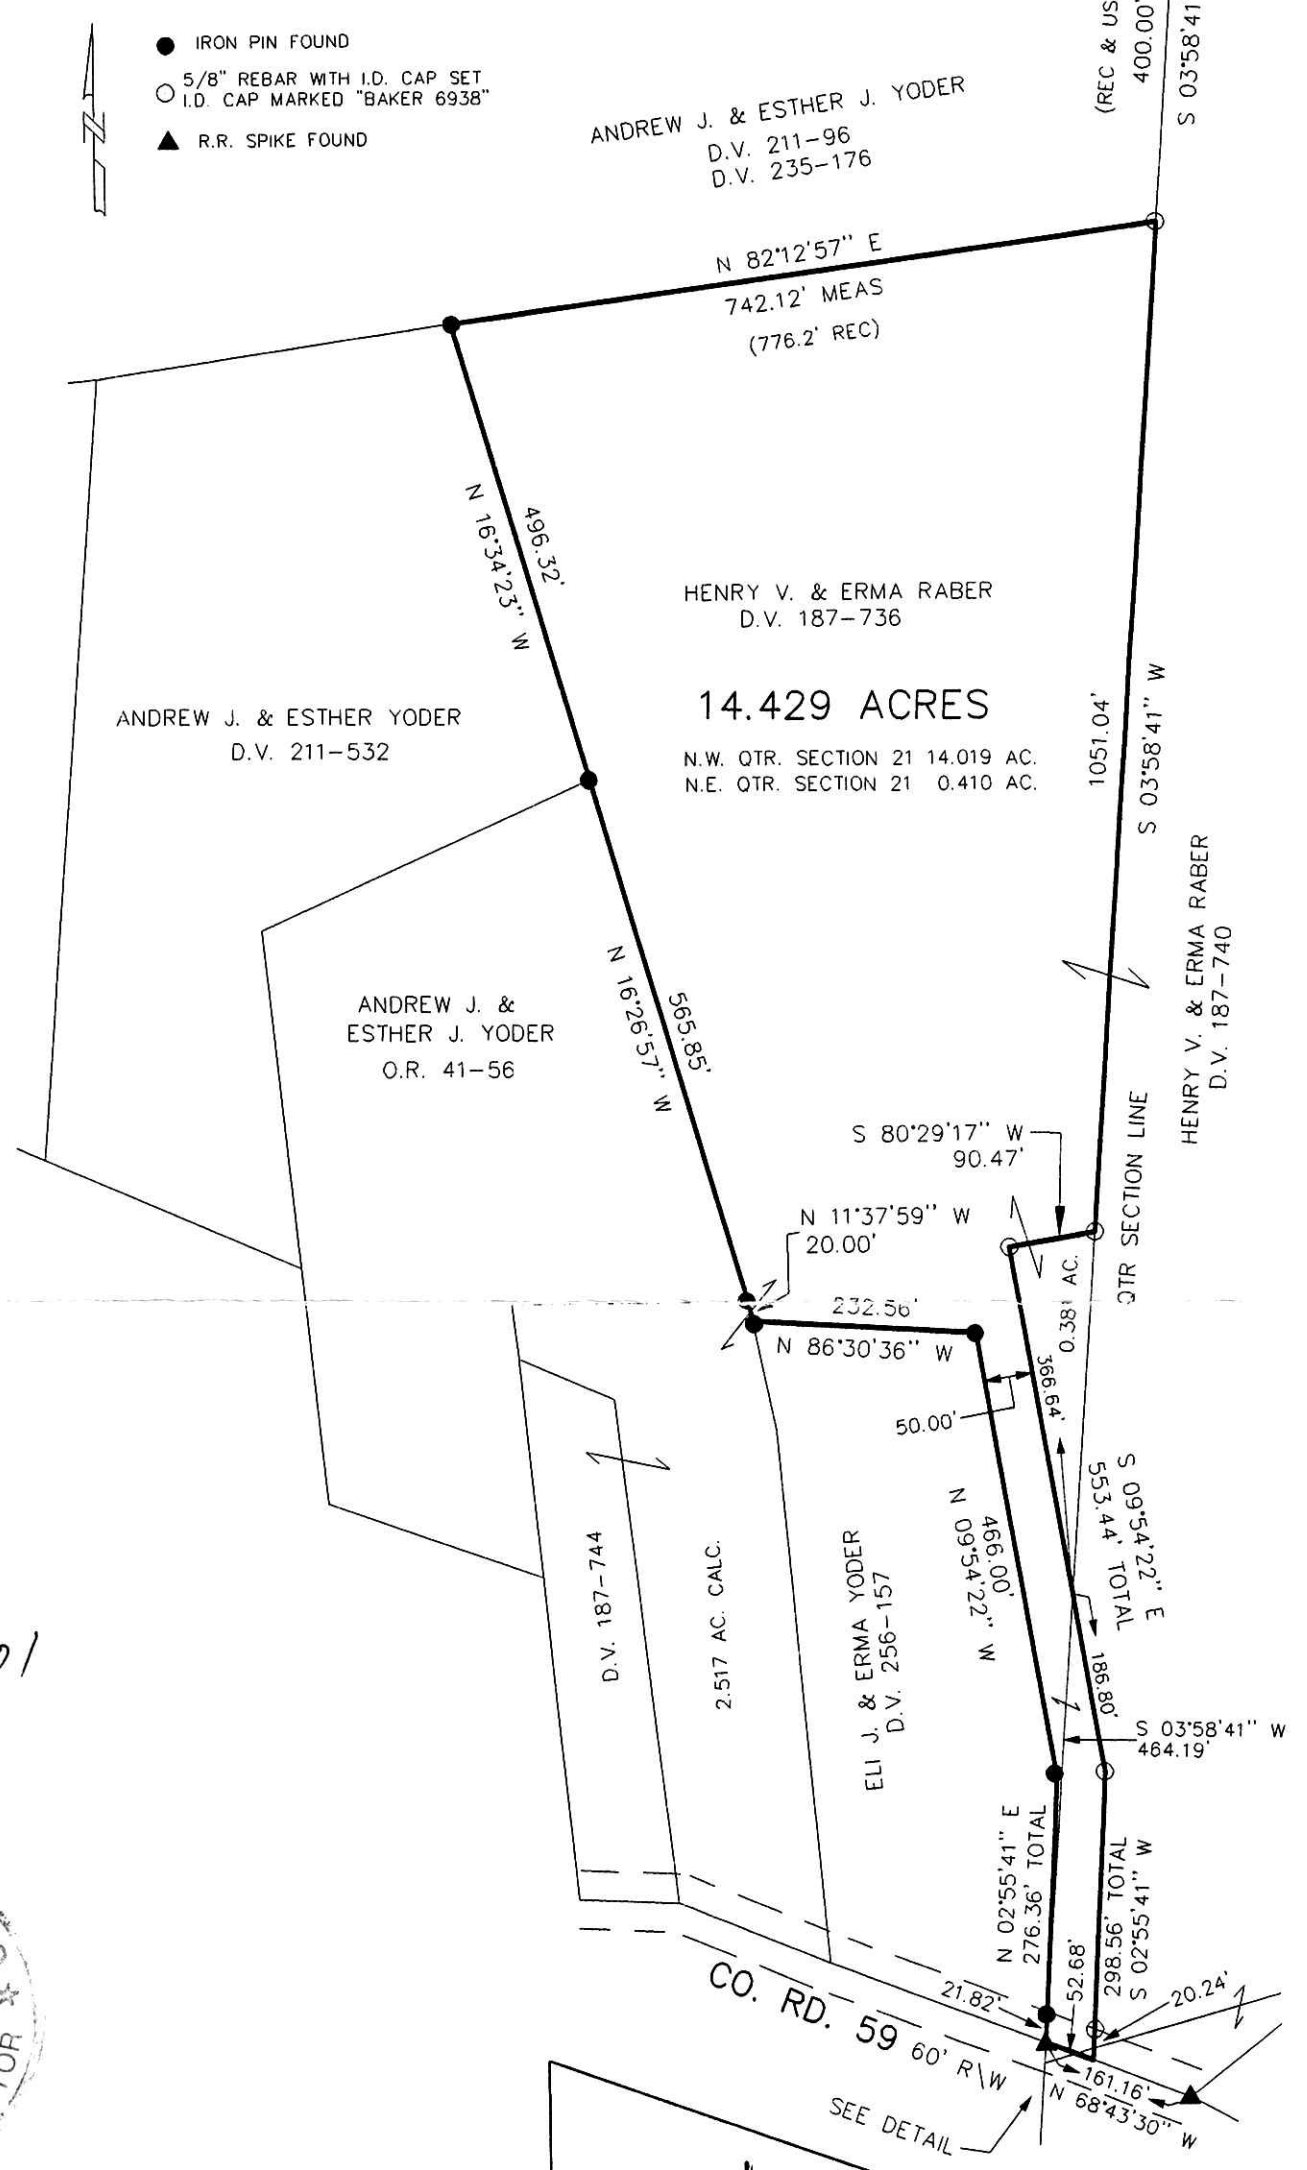 IRON PIN FOUND
5/8" REBAR WITH I.D. CAP SET
I.D. CAP MARKED "BAKER 6938"
R.R. SPIKE FOUND
N
(REC & US
400.00'
S 03°58'41
ANDREW J. & ESTHER J. YODER
D.V. 211-96
D.V. 235-176
N 82°12'57" E
742.12' MEAS
(776.2' REC)
496.32'
N 16°34'23" W
HENRY V. & ERMA RABER
D.V. 187-736
14.429 ACRES
N.W. QTR. SECTION 21 14.019 AC.
N.E. QTR. SECTION 21 0.410 AC.
ANDREW J. & ESTHER YODER
D.V. 211-532
1051.04'
S 03°58'41" W
HENRY V. & ERMA RABER
D.V. 187-740
565.85'
N 16°26'57" W
ANDREW J. &
ESTHER J. YODER
O.R. 41-56
S 80°29'17" W
90.47'
QTR SECTION LINE
N 11°37'59" W
20.00'
0.381 AC.
232.56'
N 86°30'36" W
366.64'
50.00'
S 09°54'22" E
553.44' TOTAL
466.00'
N 09°54'22" W
D.V. 187-744
2.517 AC. CALC.
ELI J. & ERMA YODER
D.V. 256-157
186.80'
S 03°58'41" W
464.19'
N 02°55'41" E
276.36' TOTAL
298.56' TOTAL
S 02°55'41" W
52.68'
21.82'
20.24'
CO. RD. 59 60' R\W
161.16'
N 68°43'30" W
SEE DETAIL
01
TOR